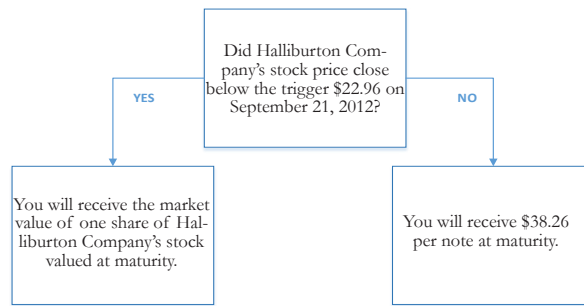 Did Halliburton Com-
pany's stock price close
below the trigger $22.96 on
September 21, 2012?
YES
NO
You will receive the market
value of one share of Hal-
liburton Company's stock
valued at maturity.
You will receive $38.26
per note at maturity.